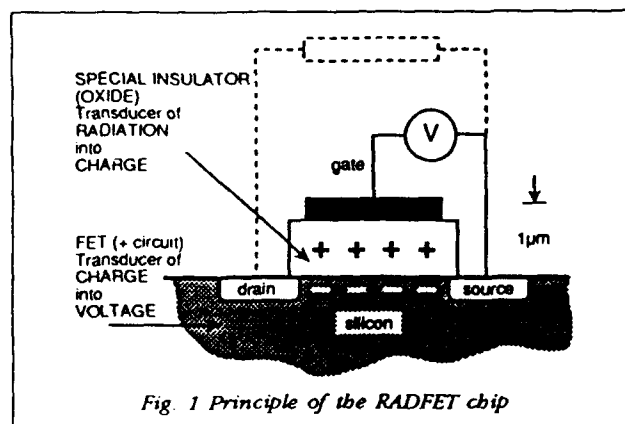 SPECIAL INSULATOR
(OXIDE)
Transducer of
RADIATION
into
CHARGE
V
gate
1µm
+ + + +
FET (+ circuit)
Transducer of
CHARGE
into
VOLTAGE
drain
source
silicon
Fig. 1 Principle of the RADFET chip